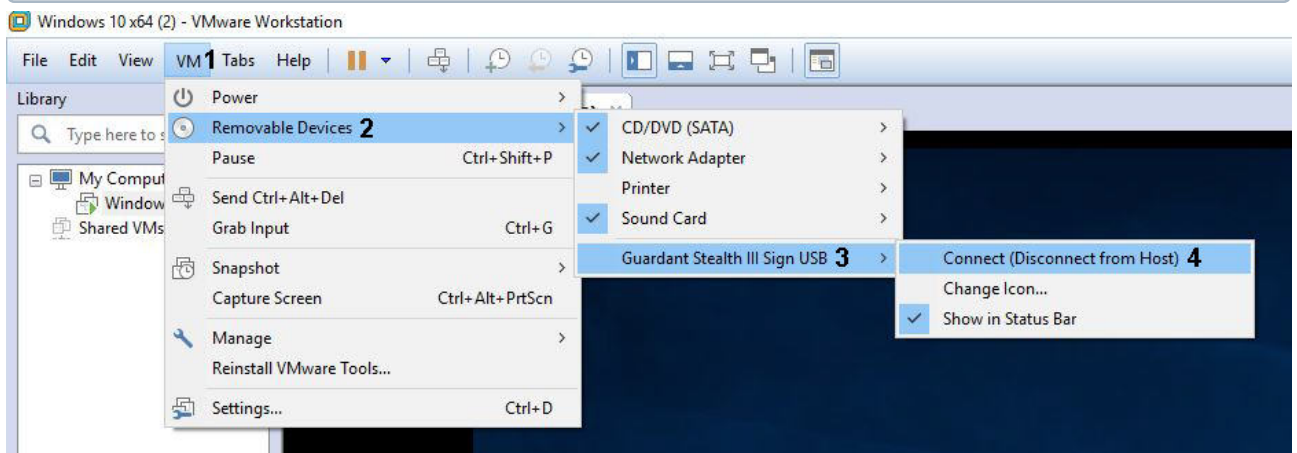 Windows 10 x64 (2) - VMware Workstation
File Edit View VM 1 Tabs Help
Library
Type here to
My Comput
Window
Shared VMs
Power
Removable Devices 2
Pause Ctrl+Shift+P
Send Ctrl+Alt+Del
Grab Input Ctrl+G
Snapshot
Capture Screen Ctrl+Alt+PrtScn
Manage
Reinstall VMware Tools...
Settings... Ctrl+D
CD/DVD (SATA)
Network Adapter
Printer
Sound Card
Guardant Stealth III Sign USB 3
Connect (Disconnect from Host) 4
Change Icon...
Show in Status Bar